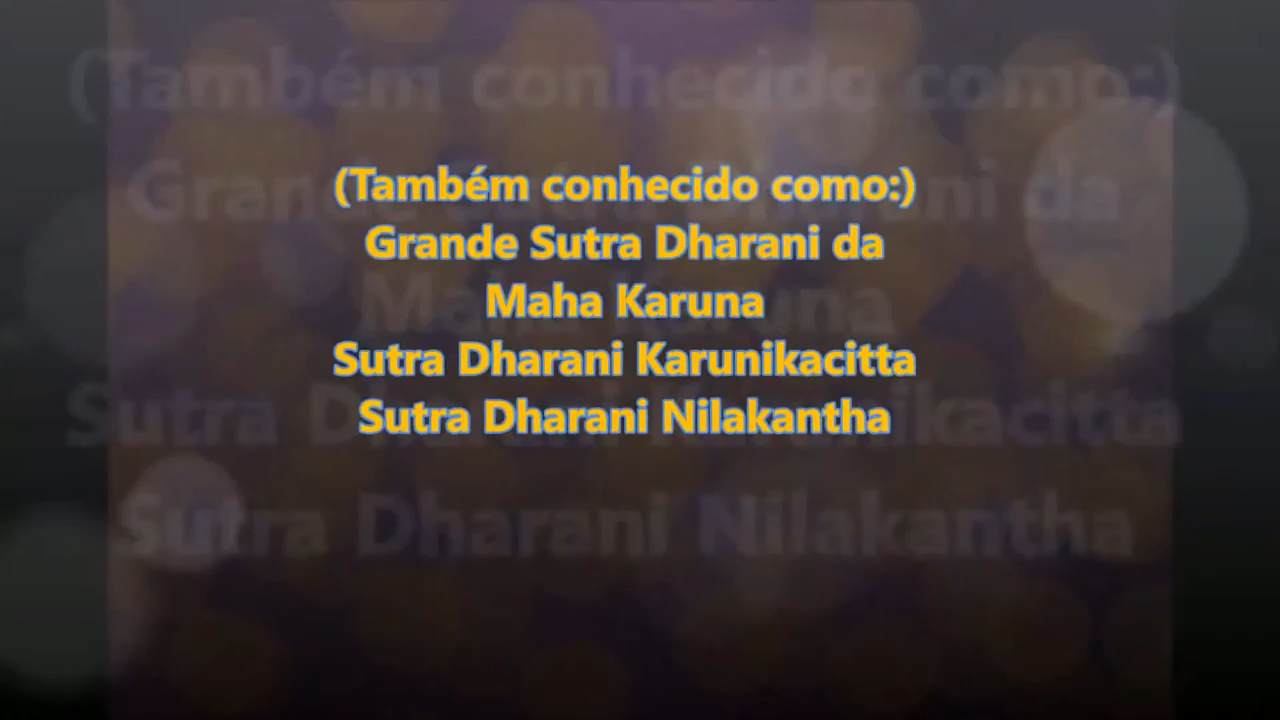 (Também conhecido como:)
Grande Sutra Dharani da
Maha Karuna
Sutra Dharani Karunikacitta
Sutra Dharani Nilakantha